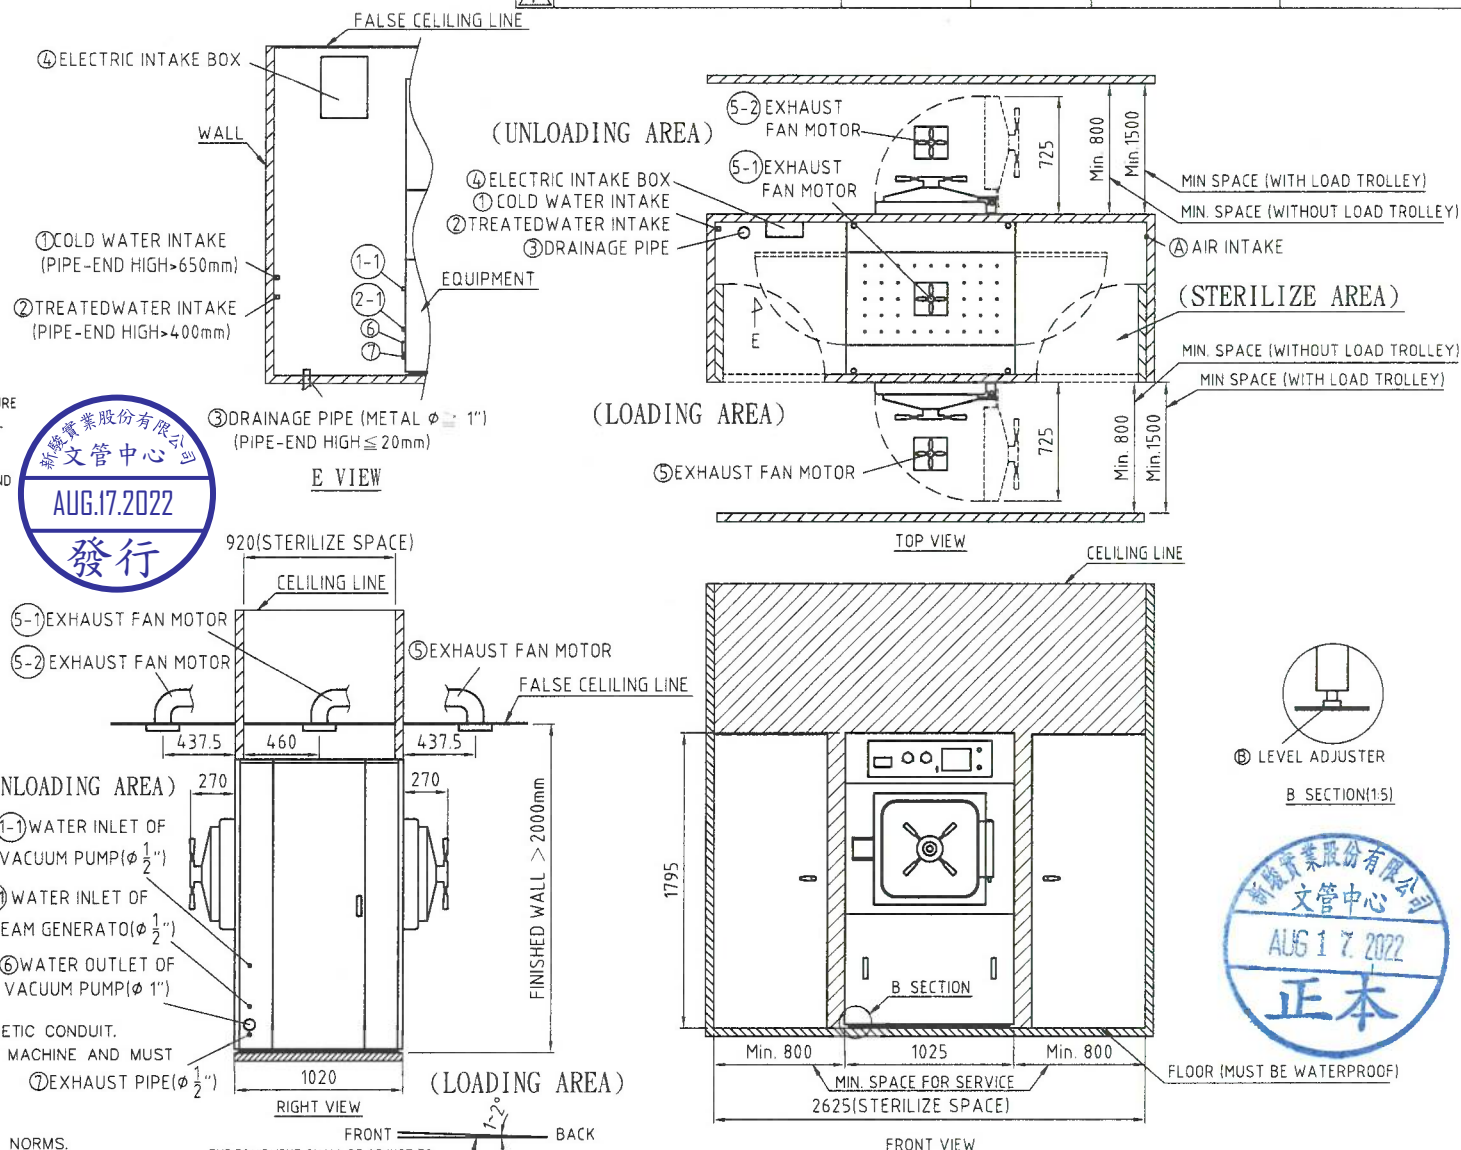 FALSE CELILING LINE
④ELECTRIC INTAKE BOX
WALL
①COLD WATER INTAKE
(PIPE-END HIGH>650mm)
②TREATEDWATER INTAKE
(PIPE-END HIGH>400mm)
1-1
2-1
⑥
⑦
EQUIPMENT
③DRAINAGE PIPE (METAL φ ≧ 1")
(PIPE-END HIGH≦20mm)
E VIEW
URE
ND
新駿實業股份有限公司
文管中心
AUG.17.2022
發行
(UNLOADING AREA)
5-2 EXHAUST
FAN MOTOR
5-1 EXHAUST
FAN MOTOR
④ELECTRIC INTAKE BOX
①COLD WATER INTAKE
②TREATEDWATER INTAKE
③DRAINAGE PIPE
725
Min. 800
Min.1500
MIN SPACE (WITH LOAD TROLLEY)
MIN. SPACE (WITHOUT LOAD TROLLEY)
Ⓐ AIR INTAKE
E
(STERILIZE AREA)
MIN. SPACE (WITHOUT LOAD TROLLEY)
MIN SPACE (WITH LOAD TROLLEY)
(LOADING AREA)
⑤EXHAUST FAN MOTOR
725
Min. 800
Min.1500
TOP VIEW
920(STERILIZE SPACE)
CELILING LINE
5-1 EXHAUST FAN MOTOR
5-2 EXHAUST FAN MOTOR
⑤EXHAUST FAN MOTOR
FALSE CELILING LINE
437.5
460
437.5
NLOADING AREA)
270
270
1-1 WATER INLET OF
VACUUM PUMP(φ 1/2")
WATER INLET OF
EAM GENERATO(φ 1/2")
⑥WATER OUTLET OF
VACUUM PUMP(φ 1")
ETIC CONDUIT.
MACHINE AND MUST
⑦EXHAUST PIPE(φ 1/2")
FINISHED WALL > 2000mm
1020
(LOADING AREA)
RIGHT VIEW
1~2°
FRONT
BACK
NORMS.
CELILING LINE
1795
B SECTION
Min. 800
1025
Min. 800
MIN. SPACE FOR SERVICE
2625(STERILIZE SPACE)
FRONT VIEW
FLOOR (MUST BE WATERPROOF)
Ⓑ LEVEL ADJUSTER
B SECTION(1:5)
新駿實業股份有限公司
文管中心
AUG 17. 2022
正本